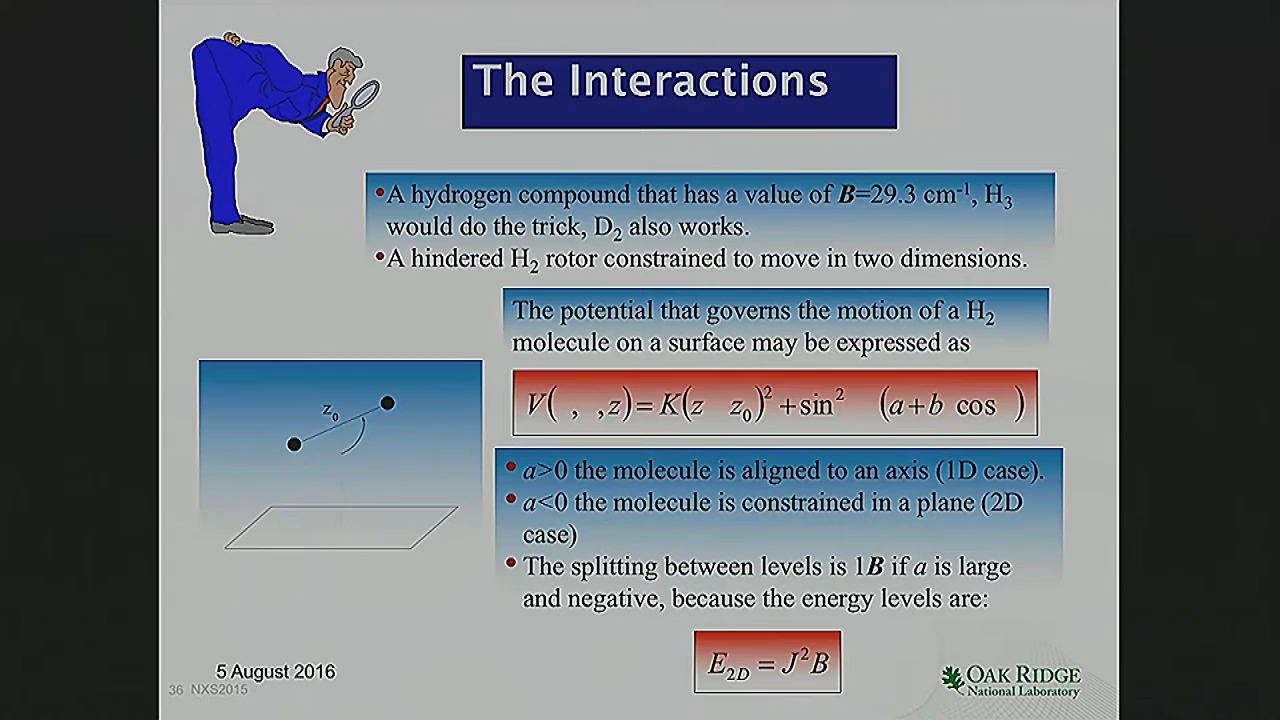 The Interactions
•A hydrogen compound that has a value of B=29.3 cm⁻¹, H₃
would do the trick, D₂ also works.
•A hindered H₂ rotor constrained to move in two dimensions.
The potential that governs the motion of a H₂
molecule on a surface may be expressed as
V( , ,z)=K(z z₀)²+sin² (a+b cos )
z₀
• a>0 the molecule is aligned to an axis (1D case).
• a<0 the molecule is constrained in a plane (2D
case)
• The splitting between levels is 1B if a is large
and negative, because the energy levels are:
E₂D = J²B
5 August 2016
36 NXS2015
OAK RIDGE
National Laboratory